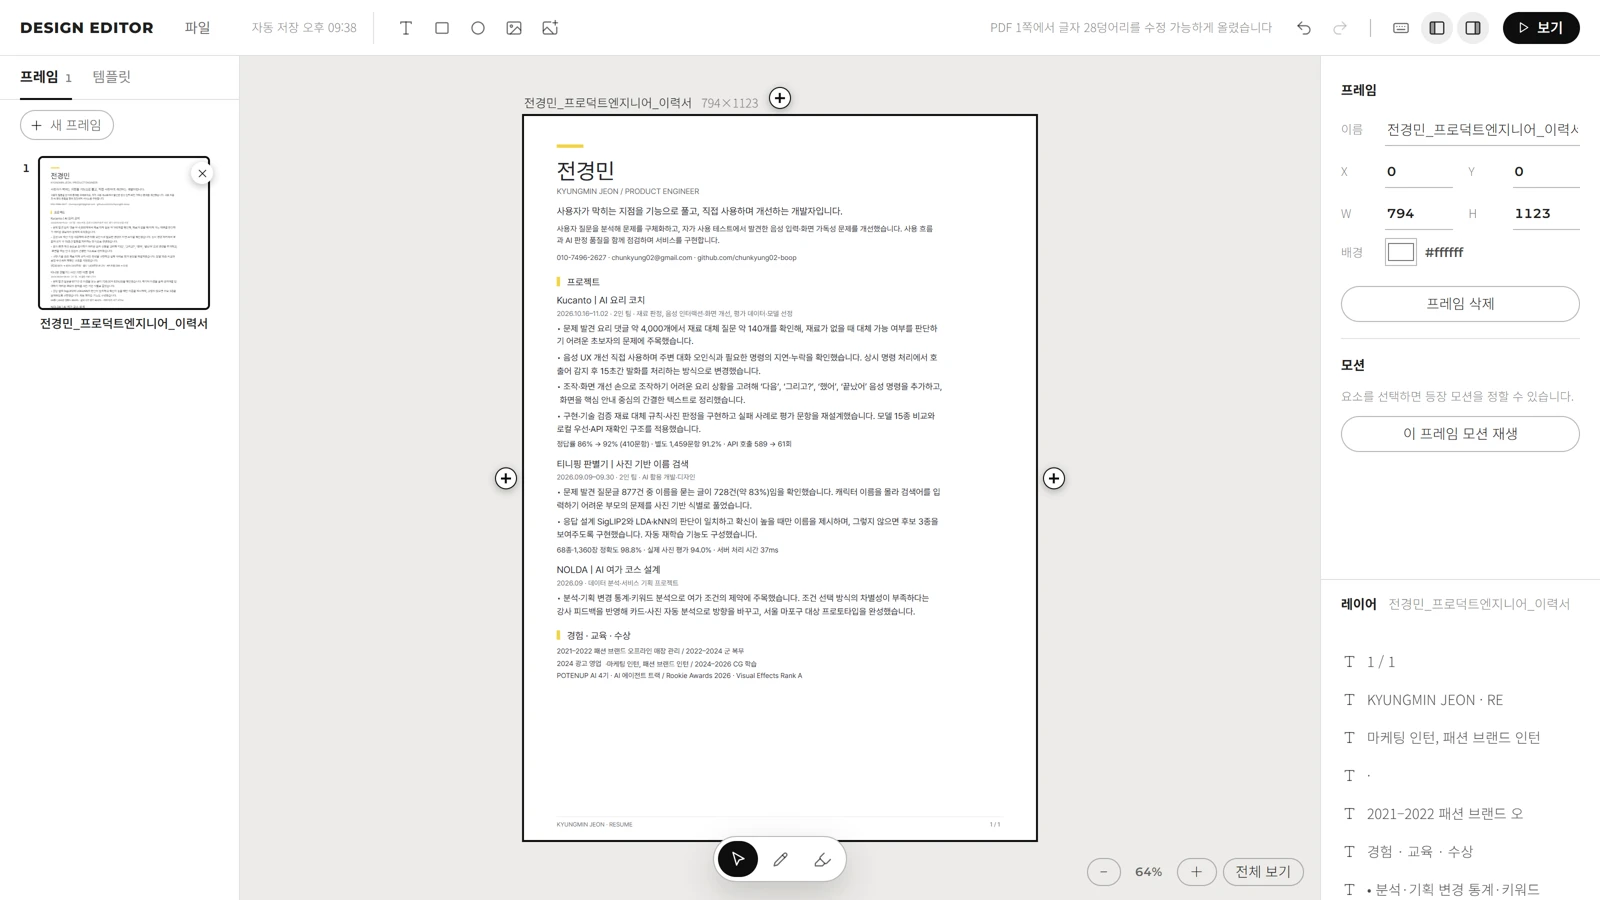 DESIGN EDITOR
파일
자동 저장 오후 09:38
PDF 1쪽에서 글자 28덩어리를 수정 가능하게 올렸습니다
보기
프레임 1
템플릿
새 프레임
1
전경민_프로덕트엔지니어_이력서
전경민_프로덕트엔지니어_이력서 794×1123
전경민
KYUNGMIN JEON / PRODUCT ENGINEER
사용자가 막히는 지점을 기능으로 풀고, 직접 사용하며 개선하는 개발자입니다.
사용자 질문을 분석해 문제를 구체화하고, 자가 사용 테스트에서 발견한 음성 입력·화면 가독성 문제를 개선했습니다. 사용 흐름
과 AI 판정 품질을 함께 점검하며 서비스를 구현합니다.
010-7496-2627 · chunkyung02@gmail.com · github.com/chunkyung02-boop
프로젝트
Kucanto | AI 요리 코치
2026.10.16–11.02 · 2인 팀 · 재료 판정, 음성 인터랙션·화면 개선, 평가 데이터·모델 선정
• 문제 발견 요리 댓글 약 4,000개에서 재료 대체 질문 약 140개를 확인해, 재료가 없을 때 대체 가능 여부를 판단하
기 어려운 초보자의 문제에 주목했습니다.
• 음성 UX 개선 직접 사용하며 주변 대화 오인식과 필요한 명령의 지연·누락을 확인했습니다. 상시 명령 처리에서 호
출어 감지 후 15초간 발화를 처리하는 방식으로 변경했습니다.
• 조작·화면 개선 손으로 조작하기 어려운 요리 상황을 고려해 ‘다음’, ‘그리고?’, ‘했어’, ‘끝났어’ 음성 명령을 추가하고,
화면을 핵심 안내 중심의 간결한 텍스트로 정리했습니다.
• 구현·기술 검증 재료 대체 규칙·사진 판정을 구현하고 실패 사례로 평가 문항을 재설계했습니다. 모델 15종 비교와
로컬 우선·API 재확인 구조를 적용했습니다.
정답률 86% → 92% (410문항) · 별도 1,459문항 91.2% · API 호출 589 → 61회
티니핑 판별기 | 사진 기반 이름 검색
2026.09.09–09.30 · 2인 팀 · AI 활용 개발·디자인
• 문제 발견 질문글 877건 중 이름을 묻는 글이 728건(약 83%)임을 확인했습니다. 캐릭터 이름을 몰라 검색어를 입
력하기 어려운 부모의 문제를 사진 기반 식별로 풀었습니다.
• 응답 설계 SigLIP2와 LDA·kNN의 판단이 일치하고 확신이 높을 때만 이름을 제시하며, 그렇지 않으면 후보 3종을
보여주도록 구현했습니다. 자동 재학습 기능도 구성했습니다.
68종·1,360장 정확도 98.8% · 실제 사진 평가 94.0% · 서버 처리 시간 37ms
NOLDA | AI 여가 코스 설계
2026.09 · 데이터 분석·서비스 기획 프로젝트
• 분석·기획 변경 통계·키워드 분석으로 여가 조건의 제약에 주목했습니다. 조건 선택 방식의 차별성이 부족하다는
강사 피드백을 반영해 카드·사진 자동 분석으로 방향을 바꾸고, 서울 마포구 대상 프로토타입을 완성했습니다.
경험 · 교육 · 수상
2021–2022 패션 브랜드 오프라인 매장 관리 / 2022–2024 군 복무
2024 광고 영업 ·마케팅 인턴, 패션 브랜드 인턴 / 2024–2026 CG 학습
POTENUP AI 4기 · AI 에이전트 트랙 / Rookie Awards 2026 · Visual Effects Rank A
KYUNGMIN JEON · RESUME
1 / 1
64%
전체 보기
프레임
이름 전경민_프로덕트엔지니어_이력서
X 0 Y 0
W 794 H 1123
배경 #ffffff
프레임 삭제
모션
요소를 선택하면 등장 모션을 정할 수 있습니다.
이 프레임 모션 재생
레이어 전경민_프로덕트엔지니어_이력서
T 1 / 1
T KYUNGMIN JEON · RE
T 마케팅 인턴, 패션 브랜드 인턴
T ·
T 2021–2022 패션 브랜드 오
T 경험 · 교육 · 수상
T • 분석·기획 변경 통계·키워드